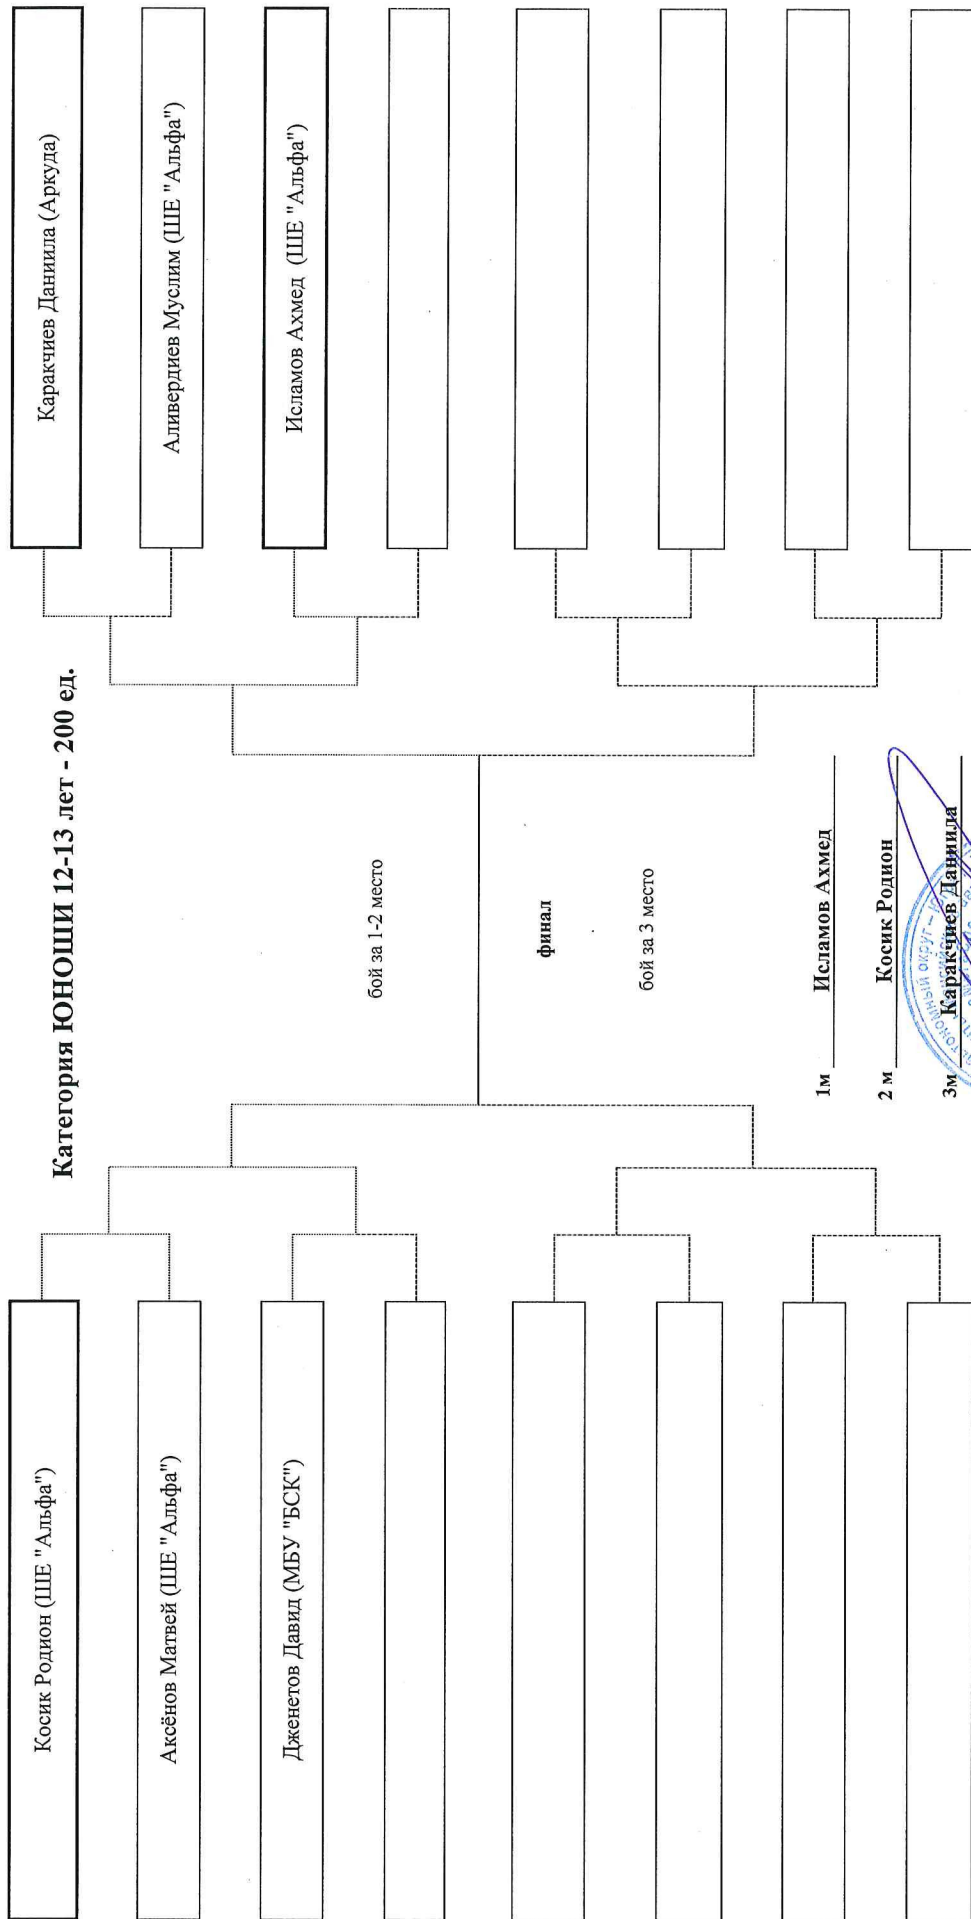 Категория ЮНОШИ 12-13 лет - 200 ед.
Косик Родион (ШЕ "Альфа")
Аксёнов Матвей (ШЕ "Альфа")
Дженетов Давид (МБУ "БСК")
бой за 1-2 место
финал
бой за 3 место
1м Исламов Ахмед
2 м Косик Родион
3м Каракчиев Даниила
Каракчиев Даниила (Аркуда)
Аливердиев Муслим (ШЕ "Альфа")
Исламов Ахмед (ШЕ "Альфа")